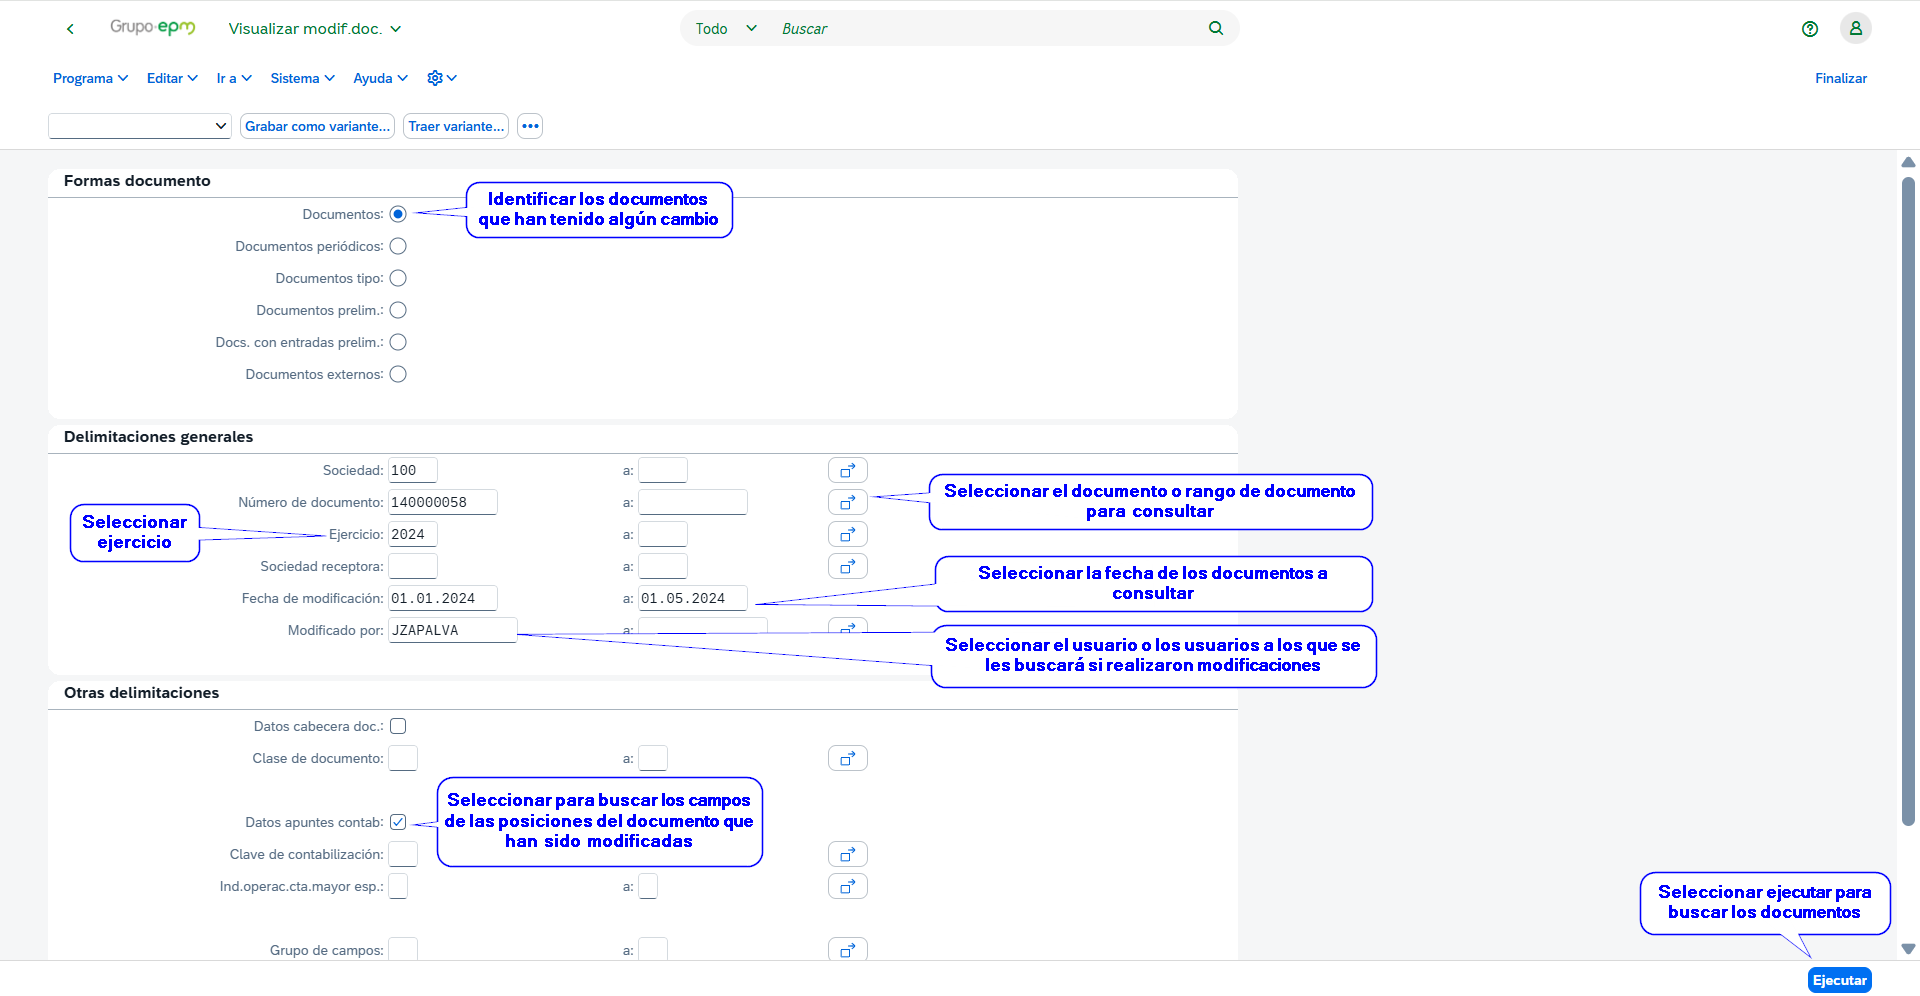 Grupo·epm
Visualizar modif.doc.
Todo
Buscar
Programa Editar Ir a Sistema Ayuda
Finalizar
Grabar como variante... Traer variante... •••
Formas documento
Documentos:
Identificar los documentos
que han tenido algún cambio
Documentos periódicos:
Documentos tipo:
Documentos prelim.:
Docs. con entradas prelim.:
Documentos externos:
Delimitaciones generales
Sociedad: 100 a:
Número de documento: 140000058 a:
Seleccionar el documento o rango de documento
para consultar
Seleccionar
ejercicio
Ejercicio: 2024 a:
Sociedad receptora: a:
Seleccionar la fecha de los documentos a
consultar
Fecha de modificación: 01.01.2024 a: 01.05.2024
Modificado por: JZAPALVA a:
Seleccionar el usuario o los usuarios a los que se
les buscará si realizaron modificaciones
Otras delimitaciones
Datos cabecera doc.:
Clase de documento: a:
Seleccionar para buscar los campos
de las posiciones del documento que
han sido modificadas
Datos apuntes contab:
Clave de contabilización:
Ind.operac.cta.mayor esp.: a:
Seleccionar ejecutar para
buscar los documentos
Grupo de campos: a:
Ejecutar